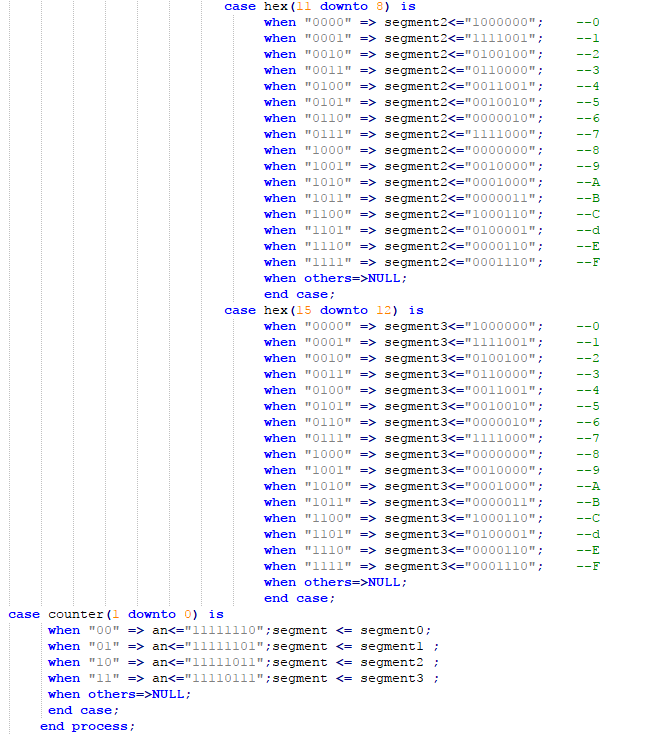 case hex(11 downto 8) is
when "0000" => segment2<="1000000"; --0
when "0001" => segment2<="1111001"; --1
when "0010" => segment2<="0100100"; --2
when "0011" => segment2<="0110000"; --3
when "0100" => segment2<="0011001"; --4
when "0101" => segment2<="0010010"; --5
when "0110" => segment2<="0000010"; --6
when "0111" => segment2<="1111000"; --7
when "1000" => segment2<="0000000"; --8
when "1001" => segment2<="0010000"; --9
when "1010" => segment2<="0001000"; --A
when "1011" => segment2<="0000011"; --B
when "1100" => segment2<="1000110"; --C
when "1101" => segment2<="0100001"; --d
when "1110" => segment2<="0000110"; --E
when "1111" => segment2<="0001110"; --F
when others=>NULL;
end case;
case hex(15 downto 12) is
when "0000" => segment3<="1000000"; --0
when "0001" => segment3<="1111001"; --1
when "0010" => segment3<="0100100"; --2
when "0011" => segment3<="0110000"; --3
when "0100" => segment3<="0011001"; --4
when "0101" => segment3<="0010010"; --5
when "0110" => segment3<="0000010"; --6
when "0111" => segment3<="1111000"; --7
when "1000" => segment3<="0000000"; --8
when "1001" => segment3<="0010000"; --9
when "1010" => segment3<="0001000"; --A
when "1011" => segment3<="0000011"; --B
when "1100" => segment3<="1000110"; --C
when "1101" => segment3<="0100001"; --d
when "1110" => segment3<="0000110"; --E
when "1111" => segment3<="0001110"; --F
when others=>NULL;
end case;
case counter(1 downto 0) is
when "00" => an<="11111110";segment <= segment0;
when "01" => an<="11111101";segment <= segment1 ;
when "10" => an<="11111011";segment <= segment2 ;
when "11" => an<="11110111";segment <= segment3 ;
when others=>NULL;
end case;
end process;